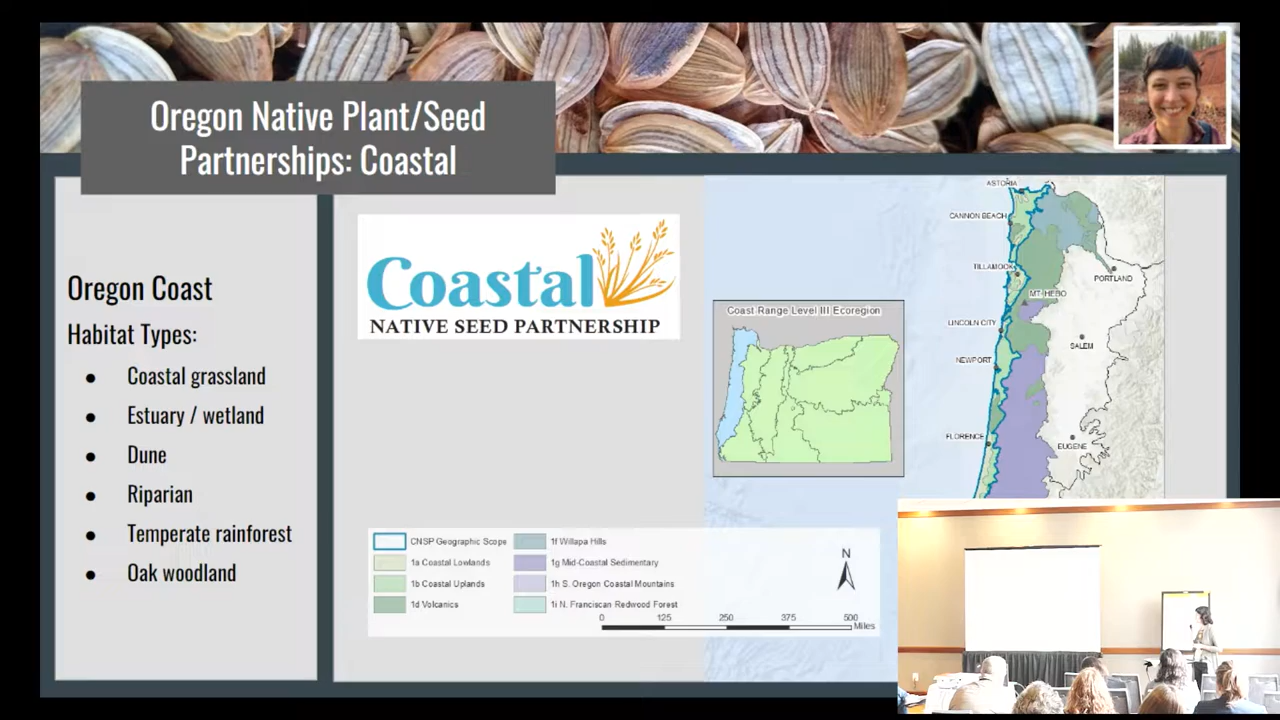 Oregon Native Plant/Seed
Partnerships: Coastal
Oregon Coast
Habitat Types:
● Coastal grassland
● Estuary / wetland
● Dune
● Riparian
● Temperate rainforest
● Oak woodland
Coastal
NATIVE SEED PARTNERSHIP
Coast Range Level III Ecoregion
ASTORIA
CANNON BEACH
TILLAMOOK
PORTLAND
MT. HEBO
LINCOLN CITY
SALEM
NEWPORT
FLORENCE
EUGENE
CNSP Geographic Scope
1a Coastal Lowlands
1b Coastal Uplands
1d Volcanics
1f Willapa Hills
1g Mid-Coastal Sedimentary
1h S. Oregon Coastal Mountains
1i N. Franciscan Redwood Forest
N
0 125 250 375 500
Miles